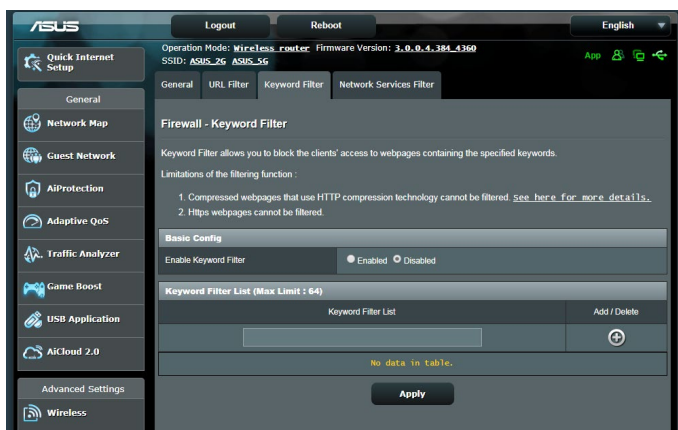 ASUS
Logout
Reboot
English
Quick Internet
Setup
General
Network Map
Guest Network
AiProtection
Adaptive QoS
Traffic Analyzer
Game Boost
USB Application
AiCloud 2.0
Advanced Settings
Wireless
Operation Mode: Wireless router Firmware Version: 3.0.0.4.384_4360
SSID: ASUS_2G ASUS_5G
App
General
URL Filter
Keyword Filter
Network Services Filter
Firewall - Keyword Filter
Keyword Filter allows you to block the clients' access to webpages containing the specified keywords.
Limitations of the filtering function :
1. Compressed webpages that use HTTP compression technology cannot be filtered. See here for more details.
2. Https webpages cannot be filtered.
Basic Config
Enable Keyword Filter
Enabled
Disabled
Keyword Filter List (Max Limit : 64)
Keyword Filter List
Add / Delete
No data in table.
Apply